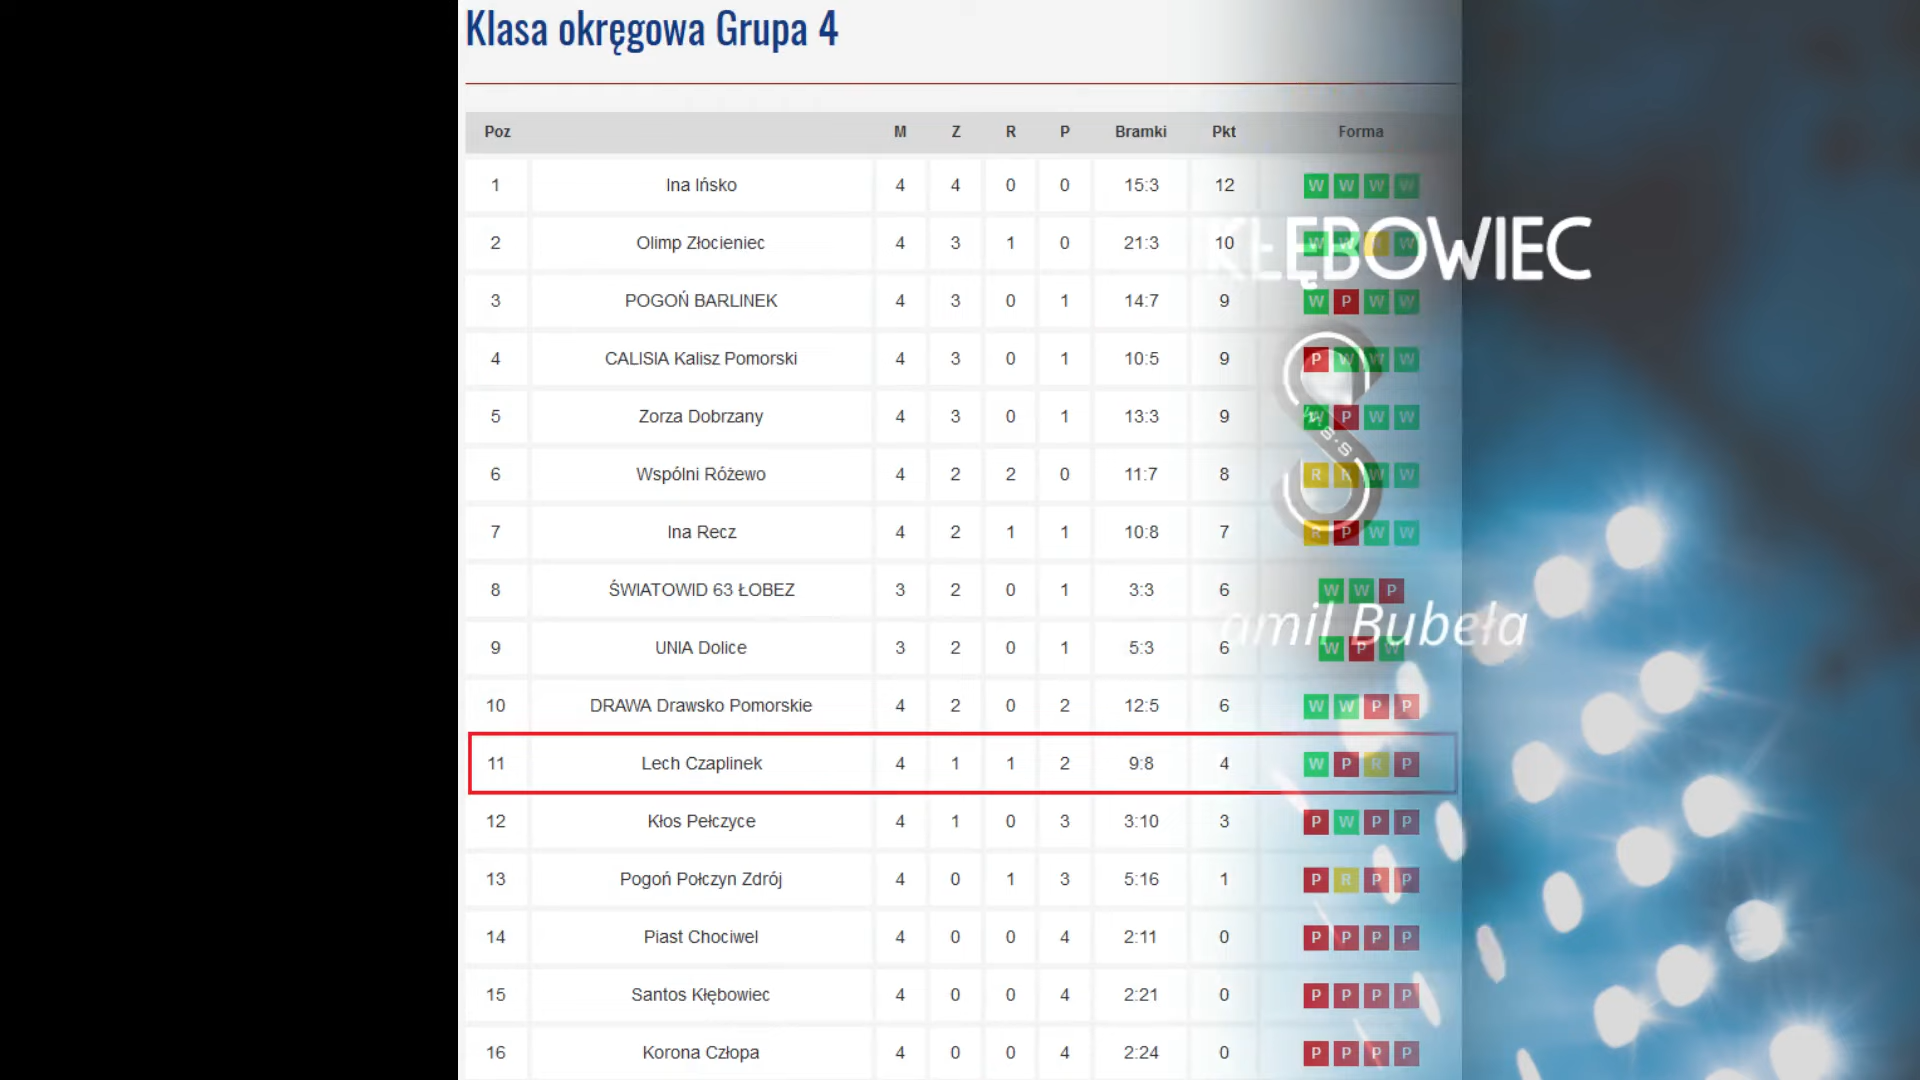 Klasa okręgowa Grupa 4
Poz M Z R P Bramki Pkt Forma
1 Ina Ińsko 4 4 0 0 15:3 12 W W W W
KŁĘBOWIEC
2 Olimp Złocieniec 4 3 1 0 21:3 10 W W R W
3 POGOŃ BARLINEK 4 3 0 1 14:7 9 W P W W
4 CALISIA Kalisz Pomorski 4 3 0 1 10:5 9 P W W W
5 Zorza Dobrzany 4 3 0 1 13:3 9 W P W W
W.S.S
6 Wspólni Różewo 4 2 2 0 11:7 8 R R W W
7 Ina Recz 4 2 1 1 10:8 7 R P W W
8 ŚWIATOWID 63 ŁOBEZ 3 2 0 1 3:3 6 W W P
amil Bubeła
9 UNIA Dolice 3 2 0 1 5:3 6 W P W
10 DRAWA Drawsko Pomorskie 4 2 0 2 12:5 6 W W P P
11 Lech Czaplinek 4 1 1 2 9:8 4 W P R P
12 Kłos Pełczyce 4 1 0 3 3:10 3 P W P P
13 Pogoń Połczyn Zdrój 4 0 1 3 5:16 1 P R P P
14 Piast Chociwel 4 0 0 4 2:11 0 P P P P
15 Santos Kłębowiec 4 0 0 4 2:21 0 P P P P
16 Korona Człopa 4 0 0 4 2:24 0 P P P P